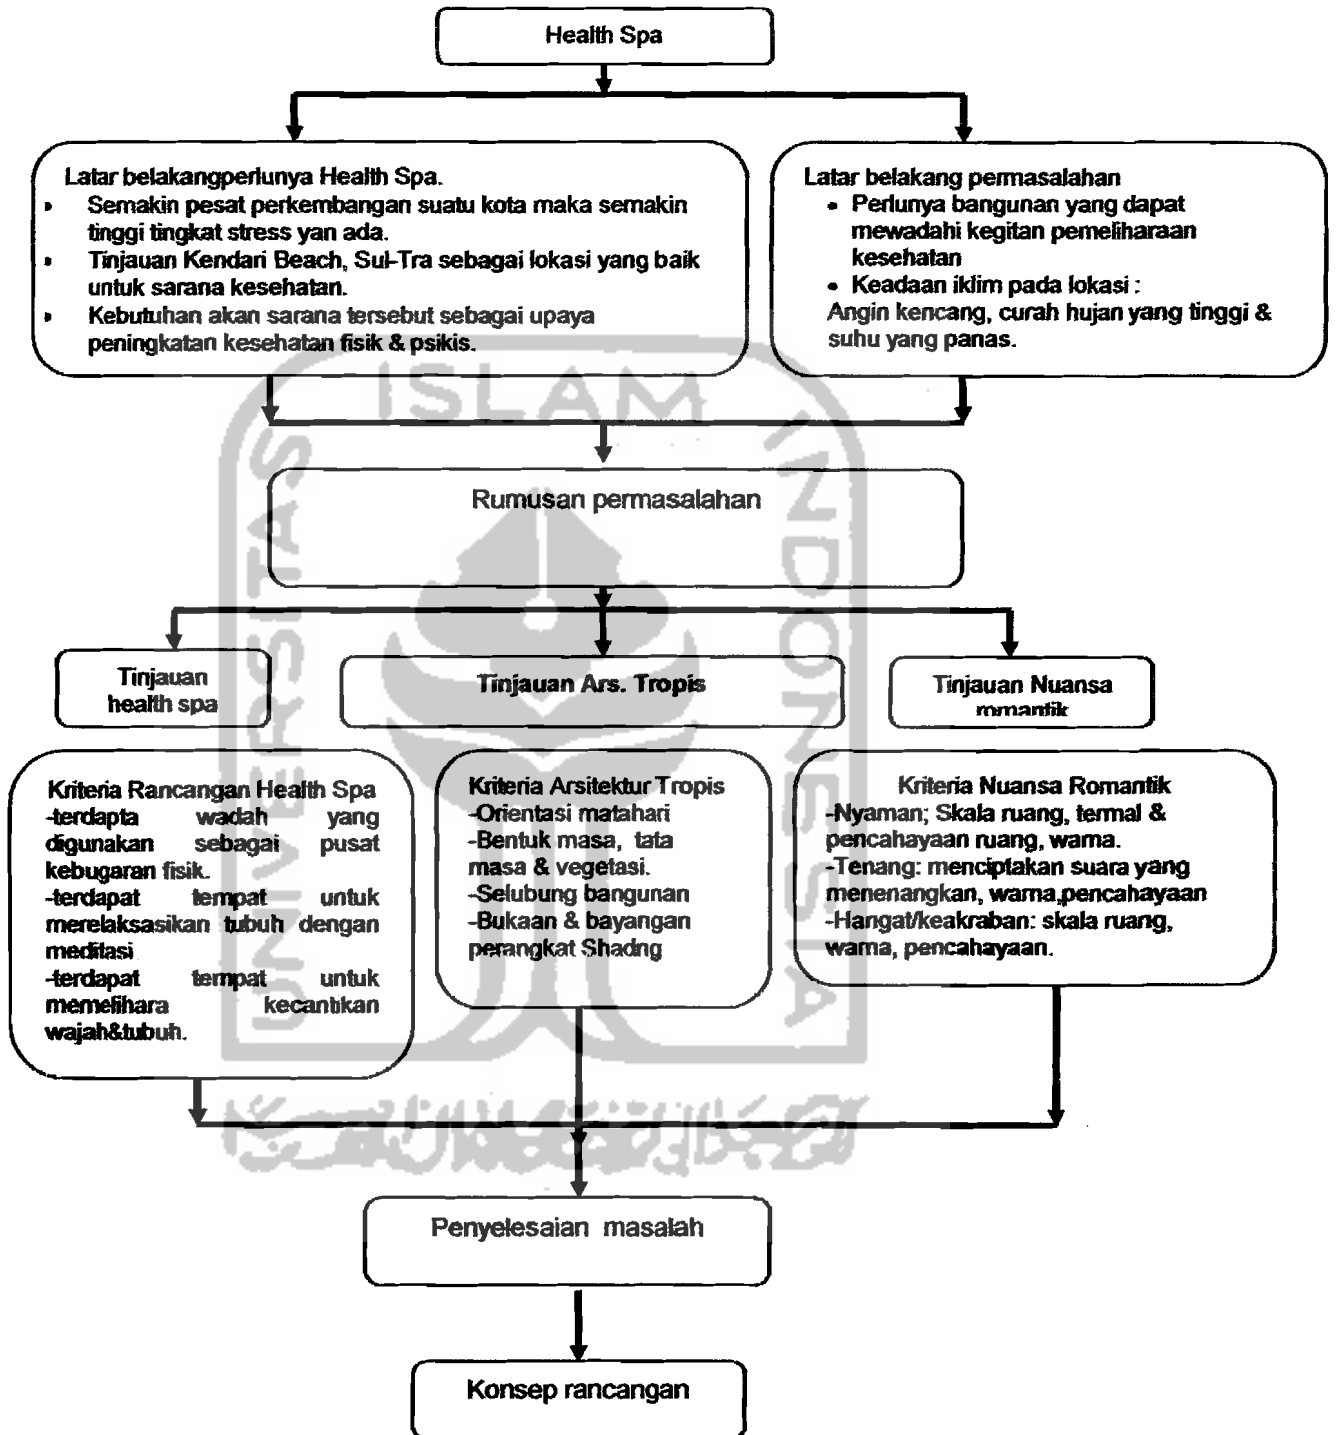 Health Spa
Latar belakangperlunya Health Spa.
• Semakin pesat perkembangan suatu kota maka semakin
tinggi tingkat stress yan ada.
• Tinjauan Kendari Beach, Sul-Tra sebagai lokasi yang baik
untuk sarana kesehatan.
• Kebutuhan akan sarana tersebut sebagai upaya
peningkatan kesehatan fisik & psikis.
Latar belakang permasalahan
• Perlunya bangunan yang dapat
mewadahi kegitan pemeliharaan
kesehatan
• Keadaan iklim pada lokasi :
Angin kencang, curah hujan yang tinggi &
suhu yang panas.
Rumusan permasalahan
Tinjauan
health spa
Tinjauan Ars. Tropis
Tinjauan Nuansa
romantik
Kriteria Rancangan Health Spa
-terdapta wadah yang
digunakan sebagai pusat
kebugaran fisik.
-terdapat tempat untuk
merelaksasikan tubuh dengan
meditasi
-terdapat tempat untuk
memelihara kecantikan
wajah&tubuh.
Kriteria Arsitektur Tropis
-Orientasi matahari
-Bentuk masa, tata
masa & vegetasi.
-Selubung bangunan
-Bukaan & bayangan
perangkat Shadng
Kriteria Nuansa Romantik
-Nyaman; Skala ruang, termal &
pencahayaan ruang, warna.
-Tenang: menciptakan suara yang
menenangkan, warna,pencahayaan
-Hangat/keakraban: skala ruang,
warna, pencahayaan.
Penyelesaian masalah
Konsep rancangan
UNIVERSITAS
ISLAM
INDONESIA